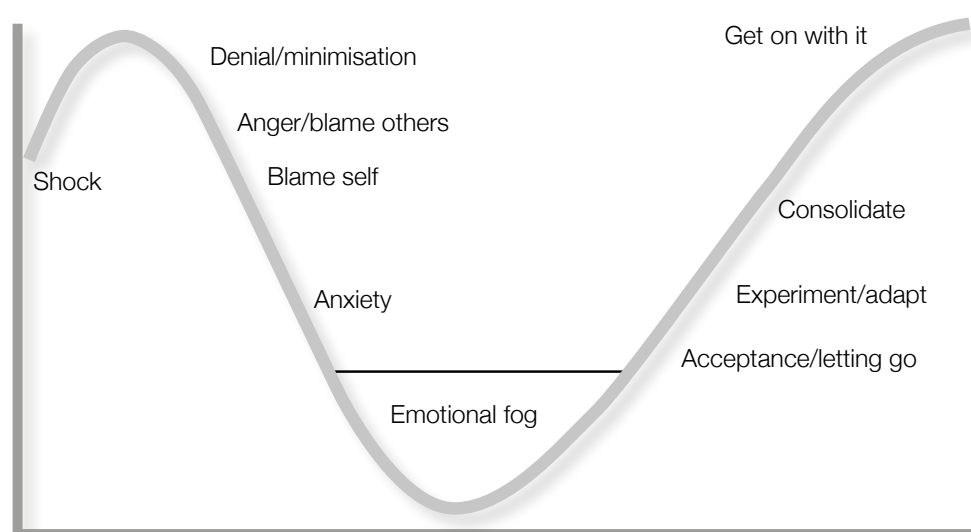 Shock
Denial/minimisation
Anger/blame others
Blame self
Anxiety
Emotional fog
Acceptance/letting go
Experiment/adapt
Consolidate
Get on with it